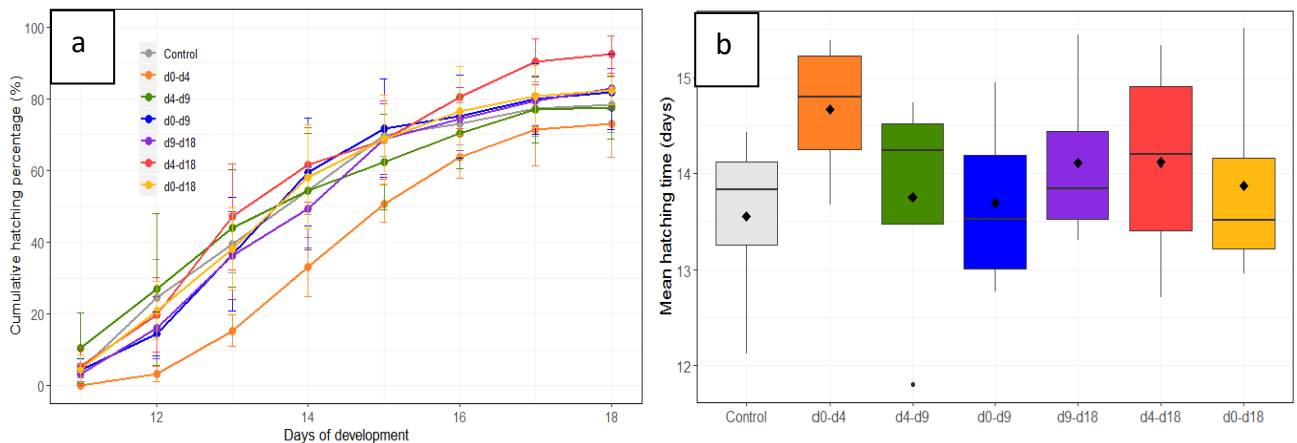 a
Cumulative hatching percentage (%)
100
80
60
40
20
0
Control
d0-d4
d4-d9
d0-d9
d9-d18
d4-d18
d0-d18
12
14
16
18
Days of development
b
Mean hatching time (days)
15
14
13
12
Control
d0-d4
d4-d9
d0-d9
d9-d18
d4-d18
d0-d18